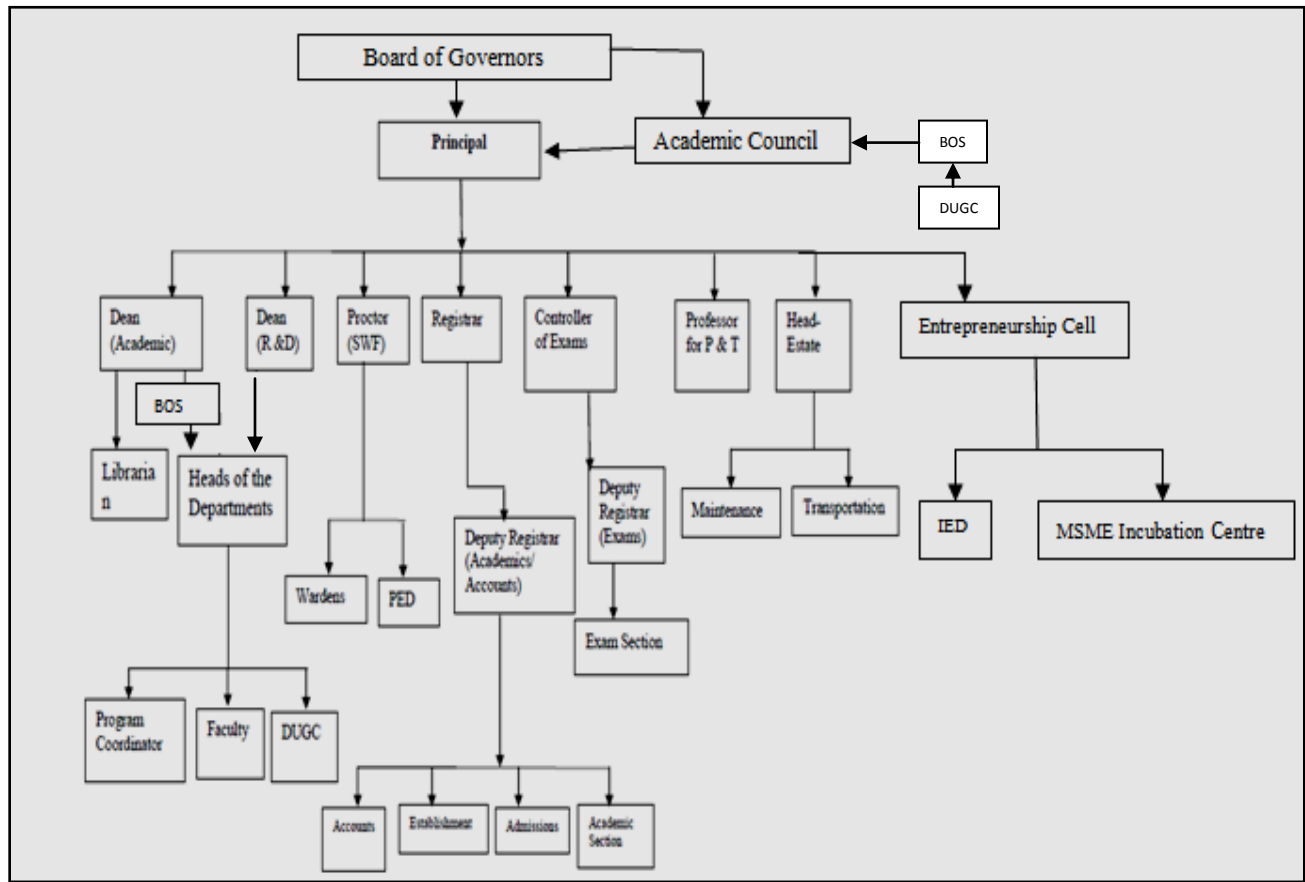 Board of Governors
Principal
Academic Council
BOS
DUGC
Dean
(Academic)
Dean
(R &D)
Proctor
(SWF)
Registrar
Controller
of Exams
Professor
for P & T
Head-
Estate
Entrepreneurship Cell
BOS
Libraria
n
Heads of the
Departments
Wardens
PED
Deputy Registrar
(Academics/
Accounts)
Deputy
Registrar
(Exams)
Exam Section
Maintenance
Transportation
IED
MSME Incubation Centre
Program
Coordinator
Faculty
DUGC
Accounts
Establishment
Admissions
Academic
Section